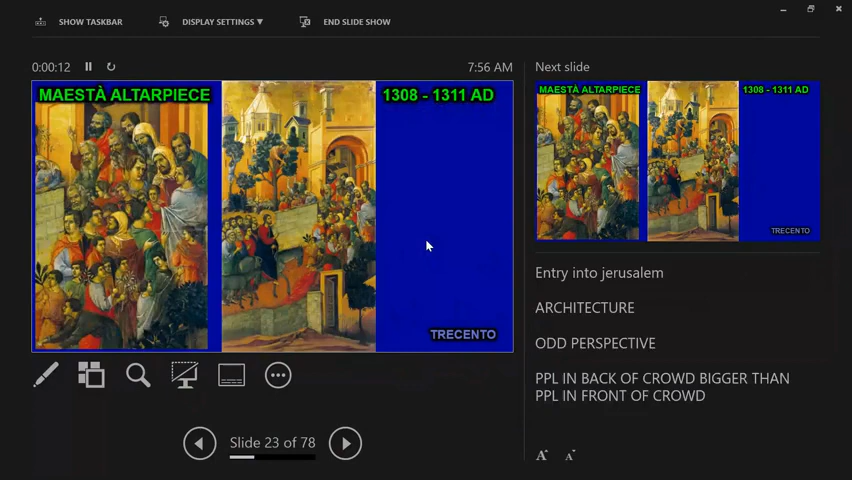 SHOW TASKBAR
DISPLAY SETTINGS ▼
END SLIDE SHOW
0:00:12
7:56 AM
MAESTÀ ALTARPIECE
1308 - 1311 AD
TRECENTO
Slide 23 of 78
Next slide
MAESTÀ ALTARPIECE
1308 - 1311 AD
TRECENTO
Entry into jerusalem
ARCHITECTURE
ODD PERSPECTIVE
PPL IN BACK OF CROWD BIGGER THAN
PPL IN FRONT OF CROWD
A A